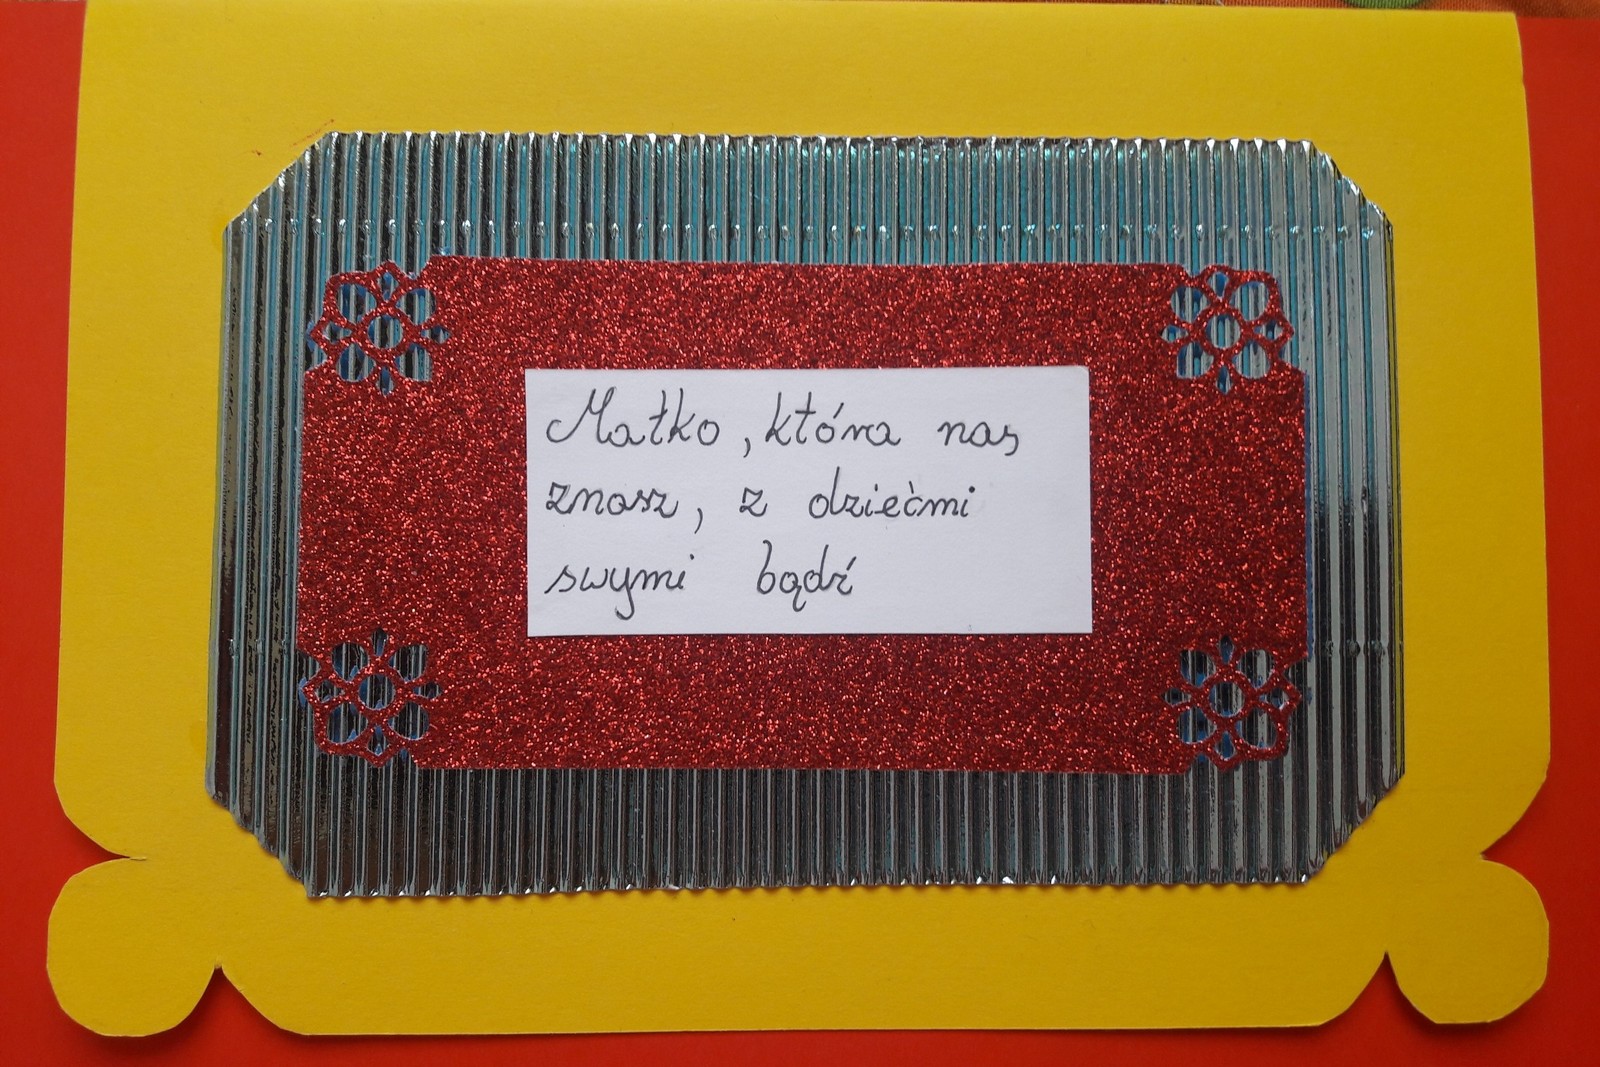 Matko, która nas
znasz, z dziećmi
swymi bądź